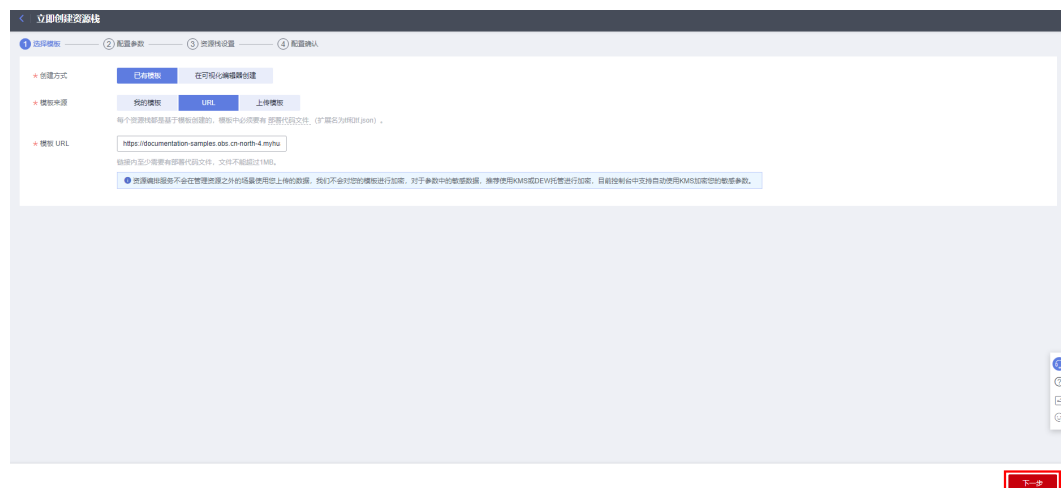 立即创建资源栈
1 选择模板 2 配置参数 3 资源栈设置 4 配置确认
* 创建方式 已有模板 在可视化编辑器创建
* 模板来源 我的模板 URL 上传模板
每个资源栈都是基于模板创建的，模板中必须要有 部署代码文件（扩展名为tf和tf.json）。
* 模板 URL https://documentation-samples.obs.cn-north-4.myhu
链接内至少需要有部署代码文件，文件不能超过1MB。
资源编排服务不会在管理资源之外的场景使用您上传的数据，我们不会对您的模板进行加密，对于参数中的敏感数据，推荐使用KMS或DEW托管进行加密，目前控制台中支持自动使用KMS加密您的敏感参数。
下一步